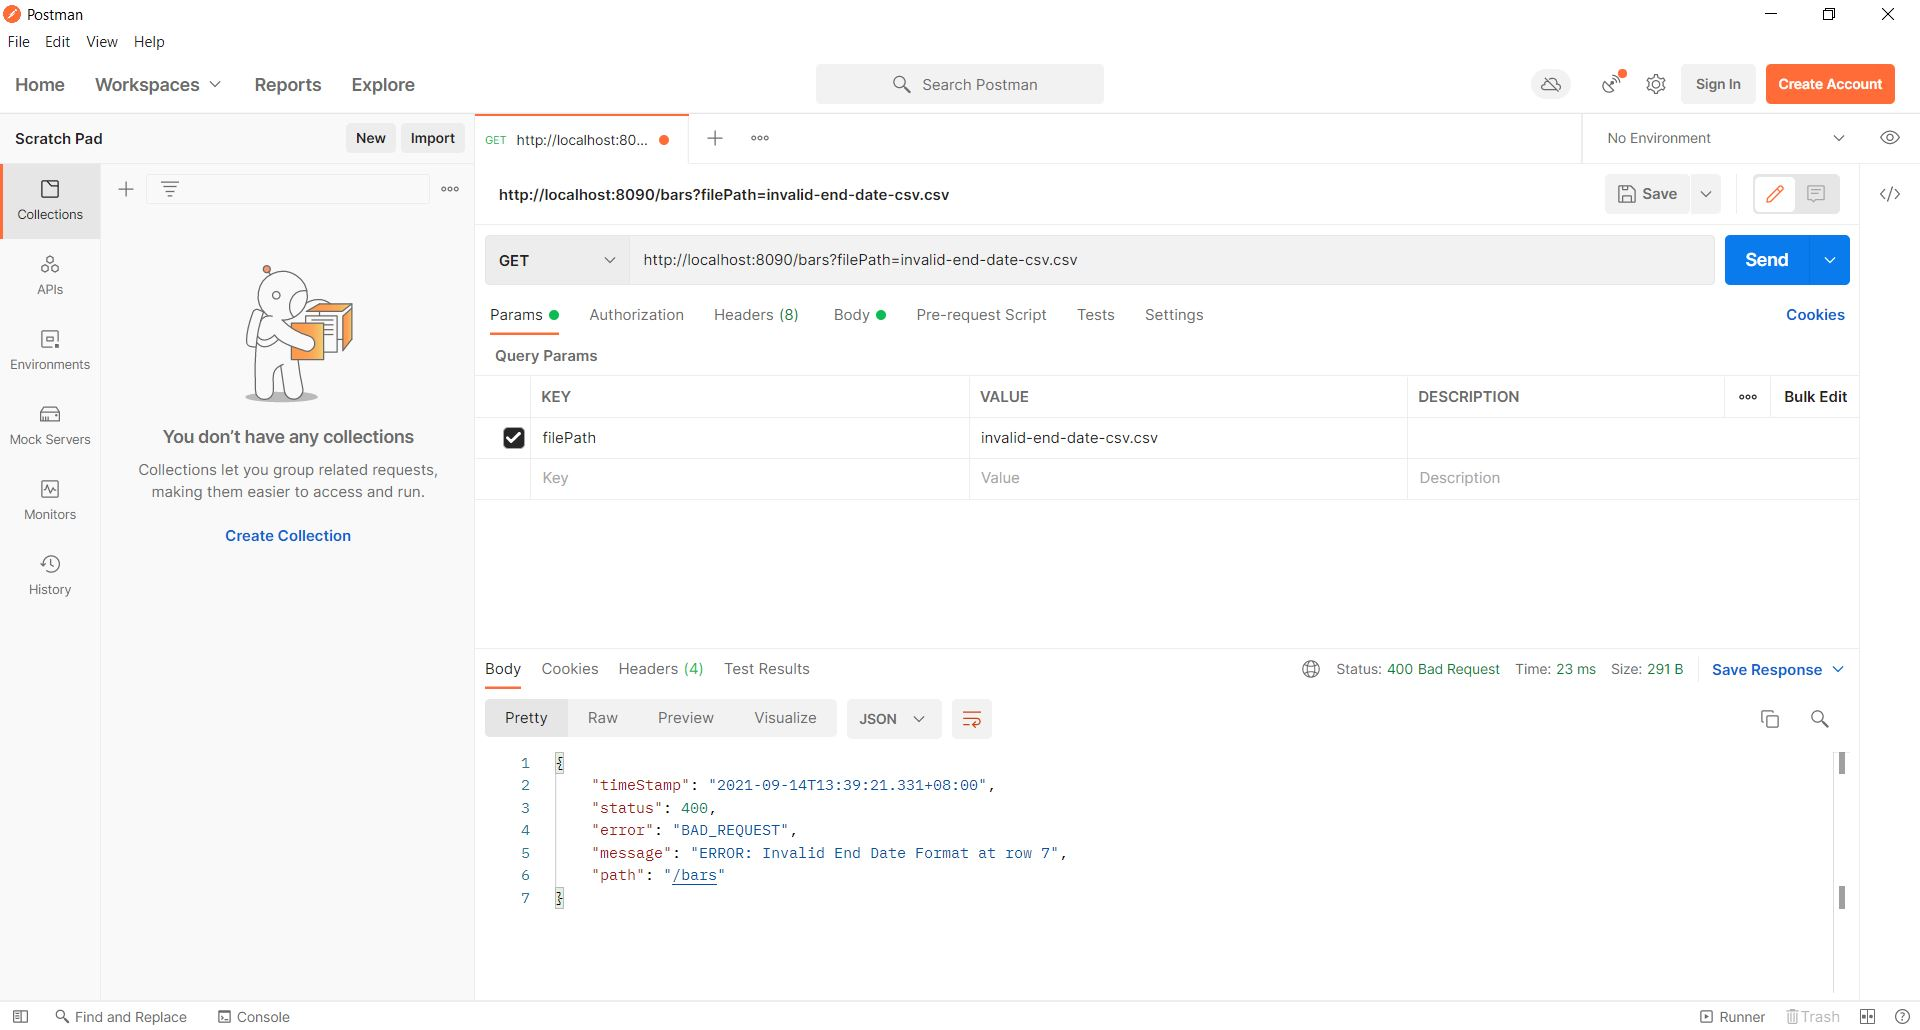 Postman
File Edit View Help
Home Workspaces Reports Explore
Search Postman
Sign In
Create Account
Scratch Pad
New
Import
GET http://localhost:80...
No Environment
Collections
APIs
Environments
Mock Servers
Monitors
History
You don’t have any collections
Collections let you group related requests,
making them easier to access and run.
Create Collection
http://localhost:8090/bars?filePath=invalid-end-date-csv.csv
Save
GET http://localhost:8090/bars?filePath=invalid-end-date-csv.csv
Send
Params Authorization Headers (8) Body Pre-request Script Tests Settings
Cookies
Query Params
KEY VALUE DESCRIPTION
Bulk Edit
filePath invalid-end-date-csv.csv
Key Value Description
Body Cookies Headers (4) Test Results
Status: 400 Bad Request Time: 23 ms Size: 291 B
Save Response
Pretty Raw Preview Visualize JSON
1 {
2 "timeStamp": "2021-09-14T13:39:21.331+08:00",
3 "status": 400,
4 "error": "BAD_REQUEST",
5 "message": "ERROR: Invalid End Date Format at row 7",
6 "path": "/bars"
7 }
Find and Replace Console
Runner Trash